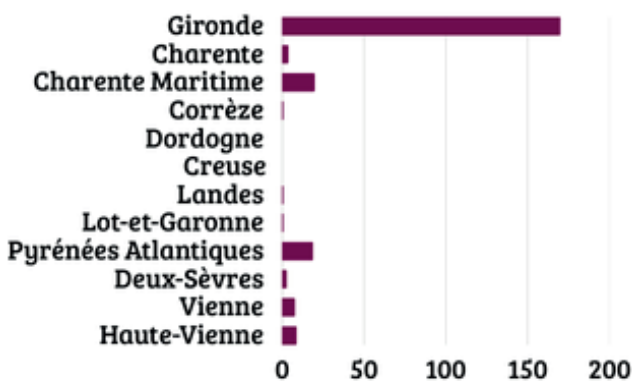 Gironde
Charente
Charente Maritime
Corrèze
Dordogne
Creuse
Landes
Lot-et-Garonne
Pyrénées Atlantiques
Deux-Sèvres
Vienne
Haute-Vienne
0 50 100 150 200